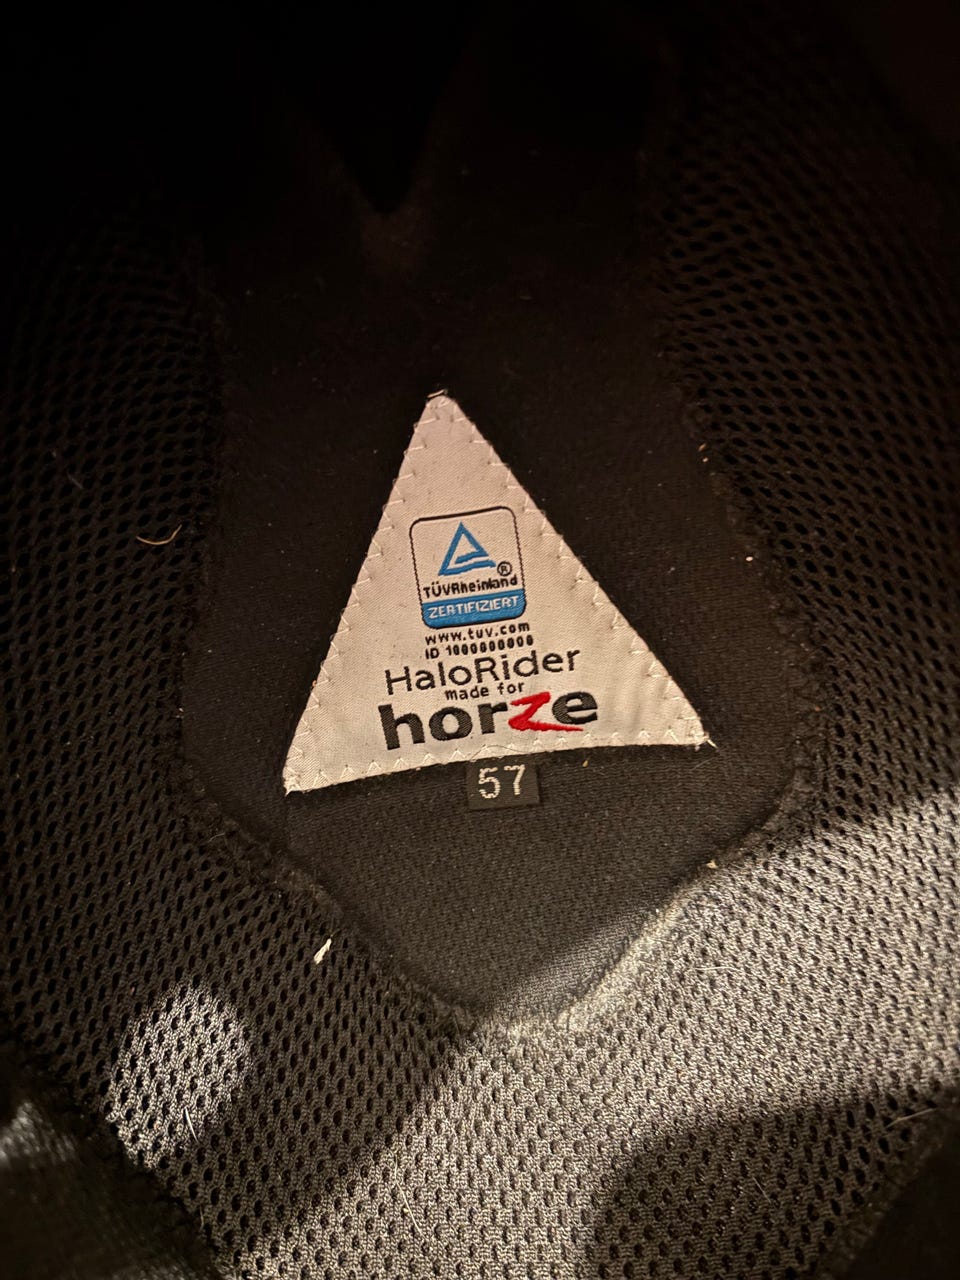 TÜVRheinland ®
ZERTIFIZIERT
www.tuv.com
ID 1000000000
HaloRider
made for
horze
57